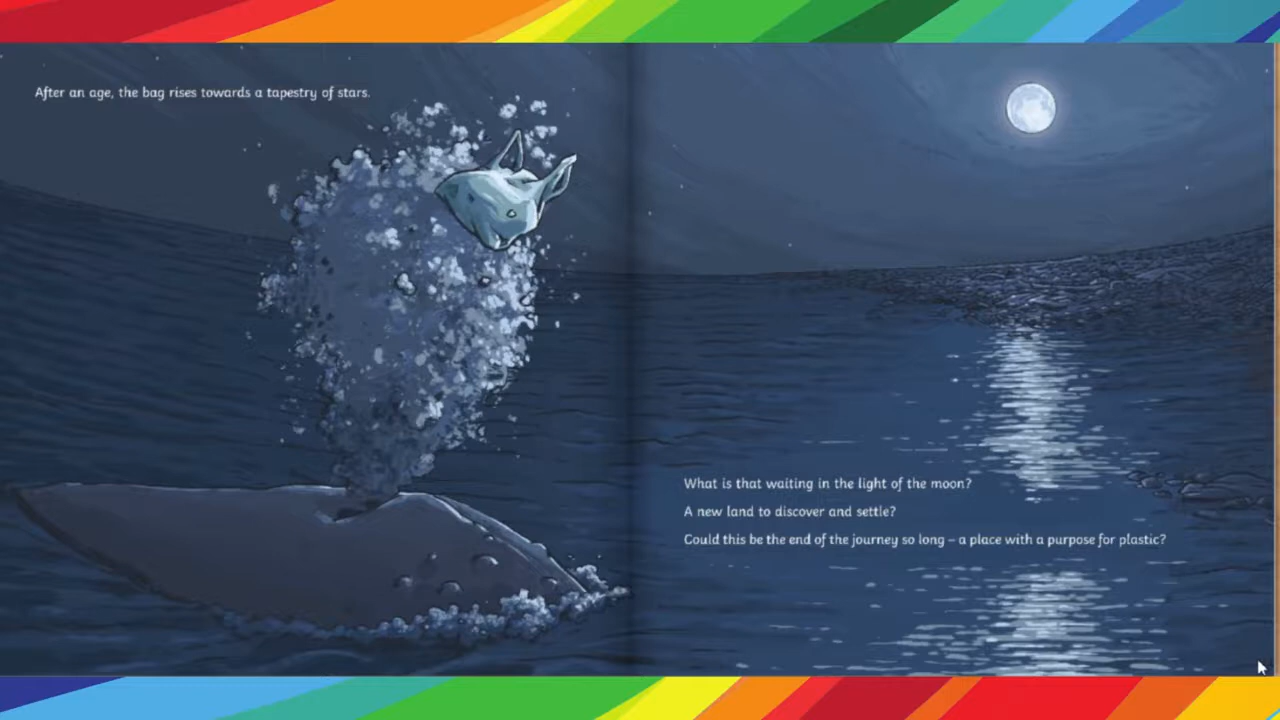 After an age, the bag rises towards a tapestry of stars.
What is that waiting in the light of the moon?
A new land to discover and settle?
Could this be the end of the journey so long – a place with a purpose for plastic?